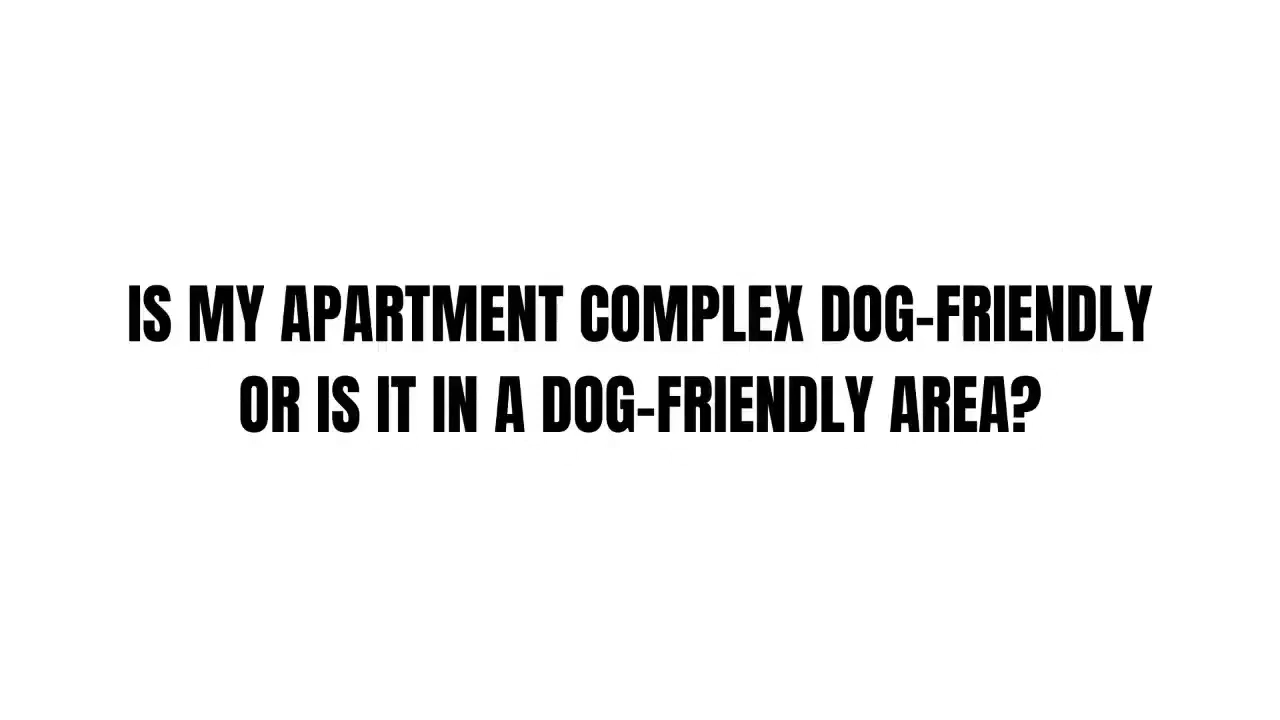 IS MY APARTMENT COMPLEX DOG-FRIENDLY
OR IS IT IN A DOG-FRIENDLY AREA?